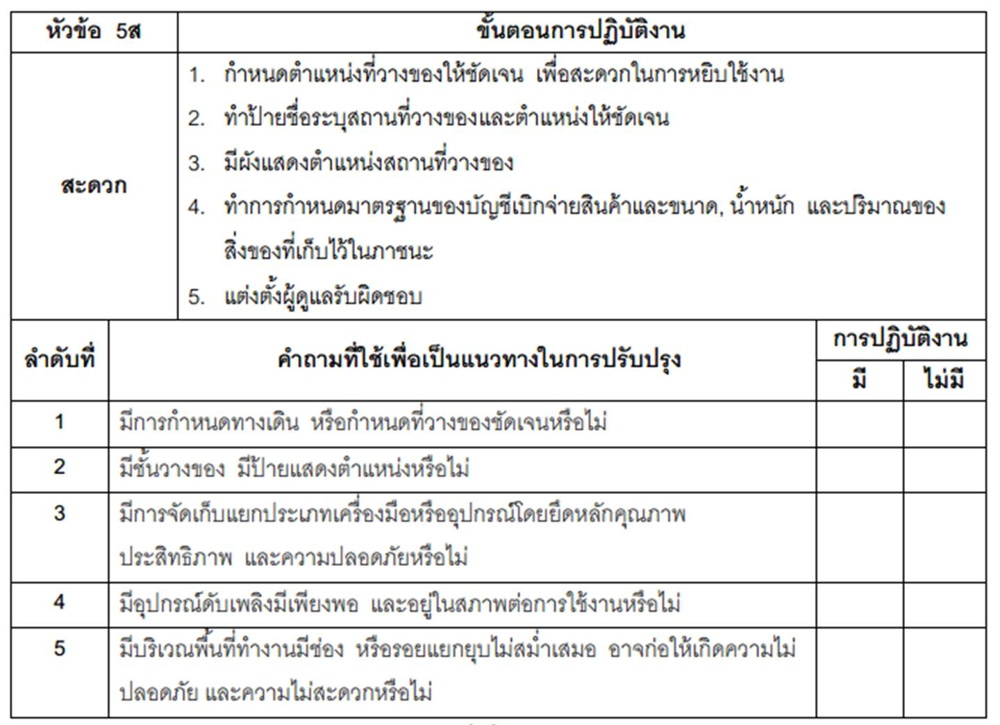 หัวข้อ 5ส
ขั้นตอนการปฏิบัติงาน
สะดวก
1. กำหนดตำแหน่งที่วางของให้ชัดเจน เพื่อสะดวกในการหยิบใช้งาน
2. ทำป้ายชื่อระบุสถานที่วางของและตำแหน่งให้ชัดเจน
3. มีผังแสดงตำแหน่งสถานที่วางของ
4. ทำการกำหนดมาตรฐานของบัญชีเบิกจ่ายสินค้าและขนาด, น้ำหนัก และปริมาณของ
สิ่งของที่เก็บไว้ในภาชนะ
5. แต่งตั้งผู้ดูแลรับผิดชอบ
ลำดับที่
คำถามที่ใช้เพื่อเป็นแนวทางในการปรับปรุง
การปฏิบัติงาน
มี
ไม่มี
1 มีการกำหนดทางเดิน หรือกำหนดที่วางของชัดเจนหรือไม่
2 มีชั้นวางของ มีป้ายแสดงตำแหน่งหรือไม่
3 มีการจัดเก็บแยกประเภทเครื่องมือหรืออุปกรณ์โดยยึดหลักคุณภาพ
ประสิทธิภาพ และความปลอดภัยหรือไม่
4 มีอุปกรณ์ดับเพลิงมีเพียงพอ และอยู่ในสภาพต่อการใช้งานหรือไม่
5 มีบริเวณพื้นที่ทำงานมีช่อง หรือรอยแยกยุบไม่สม่ำเสมอ อาจก่อให้เกิดความไม่
ปลอดภัย และความไม่สะดวกหรือไม่